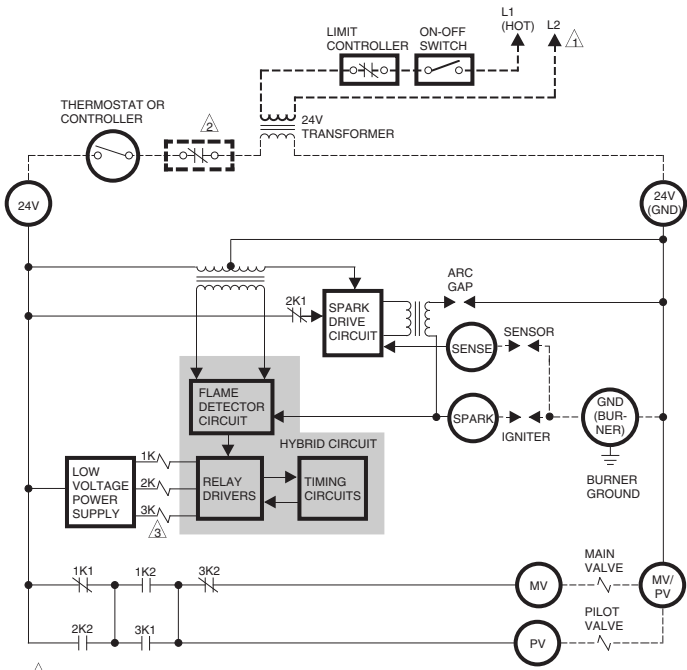 L1
(HOT)
L2
1
LIMIT
CONTROLLER
ON-OFF
SWITCH
24V
TRANSFORMER
THERMOSTAT OR
CONTROLLER
2
24V
24V
(GND)
2K1
SPARK
DRIVE
CIRCUIT
ARC
GAP
SENSE
SENSOR
FLAME
DETECTOR
CIRCUIT
SPARK
IGNITER
GND
(BUR-
NER)
BURNER
GROUND
HYBRID CIRCUIT
LOW
VOLTAGE
POWER
SUPPLY
1K
2K
3K
3
RELAY
DRIVERS
TIMING
CIRCUITS
1K1
1K2
3K2
MV
MAIN
VALVE
MV/
PV
2K2
3K1
PV
PILOT
VALVE